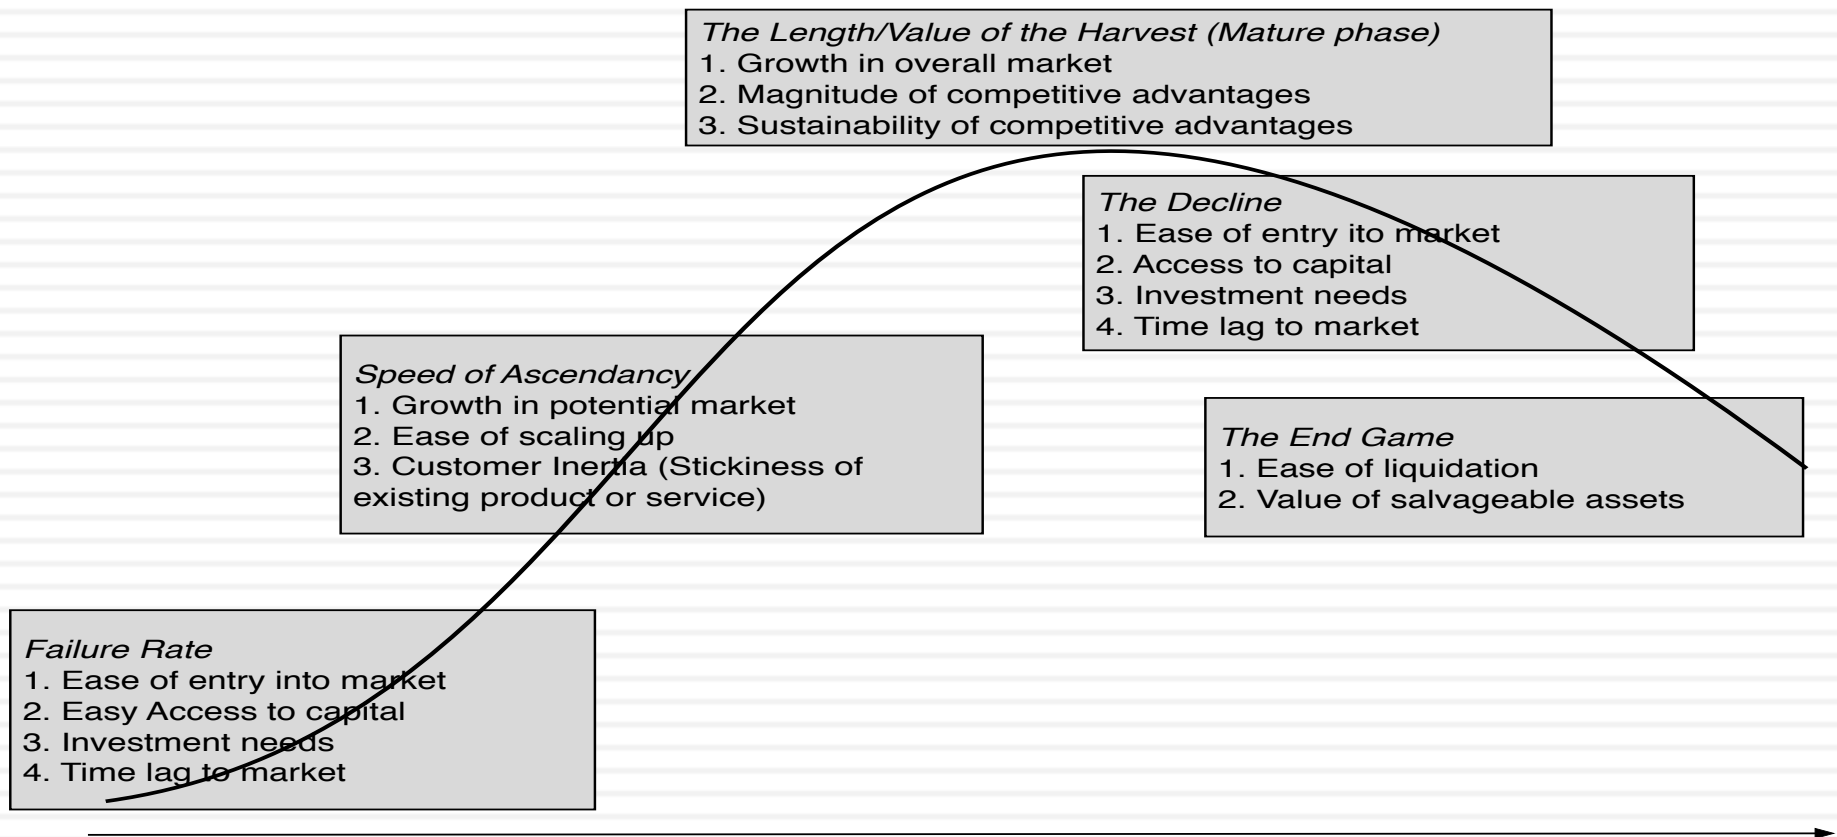 The Length/Value of the Harvest (Mature phase)
1. Growth in overall market
2. Magnitude of competitive advantages
3. Sustainability of competitive advantages
The Decline
1. Ease of entry ito market
2. Access to capital
3. Investment needs
4. Time lag to market
Speed of Ascendancy
1. Growth in potential market
2. Ease of scaling up
3. Customer Inertia (Stickiness of
existing product or service)
The End Game
1. Ease of liquidation
2. Value of salvageable assets
Failure Rate
1. Ease of entry into market
2. Easy Access to capital
3. Investment needs
4. Time lag to market